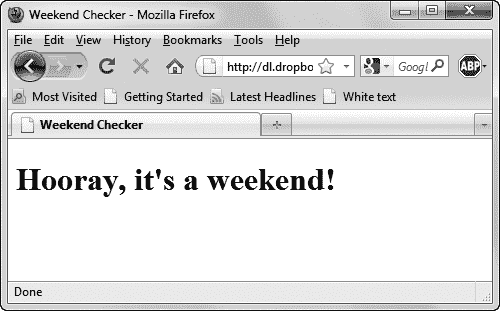 Weekend Checker - Mozilla Firefox
File Edit View History Bookmarks Tools Help
http://dl.dropbo Googl ABP
Most Visited Getting Started Latest Headlines White text
Weekend Checker
Hooray, it's a weekend!
Done